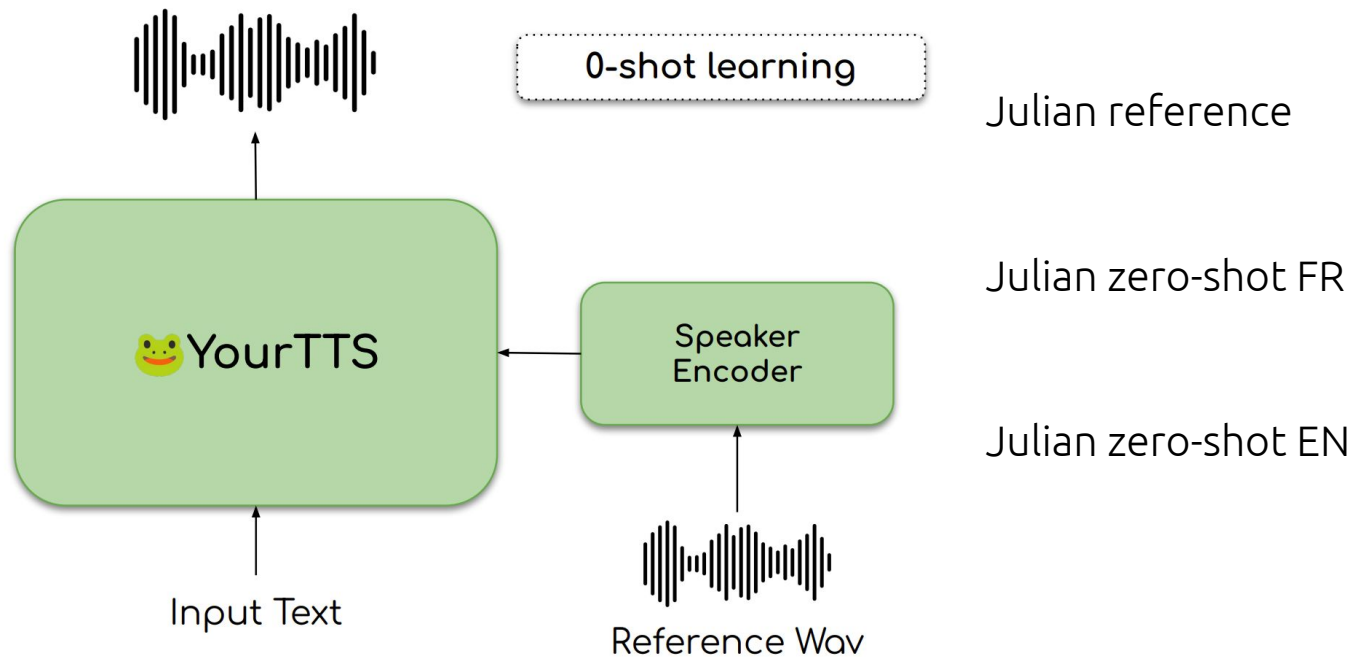 0-shot learning
Julian reference
Julian zero-shot FR
🐸YourTTS
Speaker
Encoder
Julian zero-shot EN
Input Text
Reference Wav